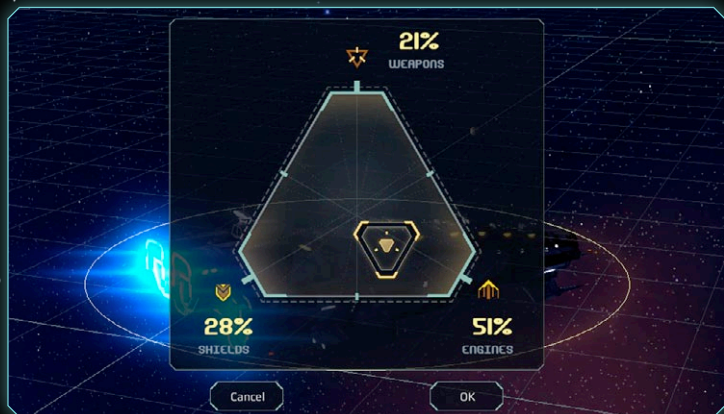 21%
WEAPONS
28%
SHIELDS
51%
ENGINES
Cancel
OK